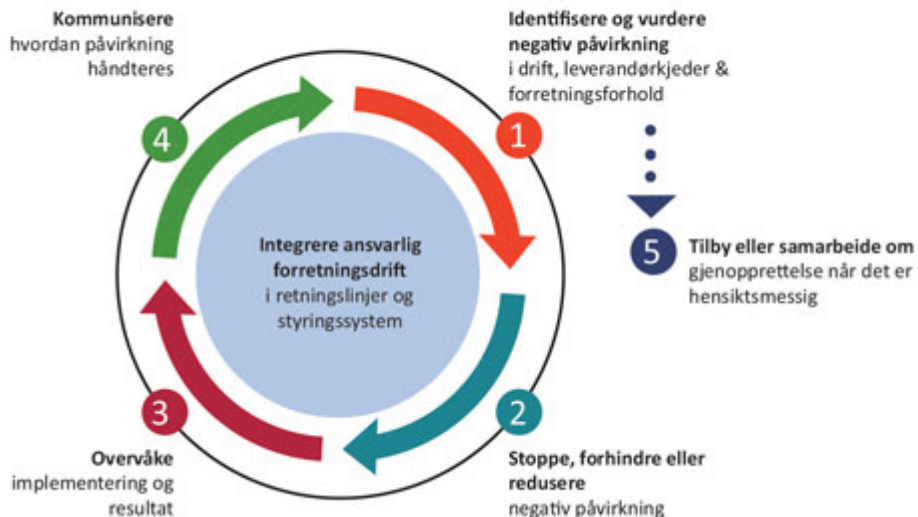 Kommunisere
hvordan påvirkning
håndteres
4
Identifisere og vurdere
negativ påvirkning
i drift, leverandørkjeder &
forretningsforhold
1
Integrere ansvarlig
forretningsdrift
i retningslinjer og
styringssystem
5
Tilby eller samarbeide om
gjenopprettelse når det er
hensiktsmessig
3
Overvåke
implementering og
resultat
2
Stoppe, forhindre eller
redusere
negativ påvirkning